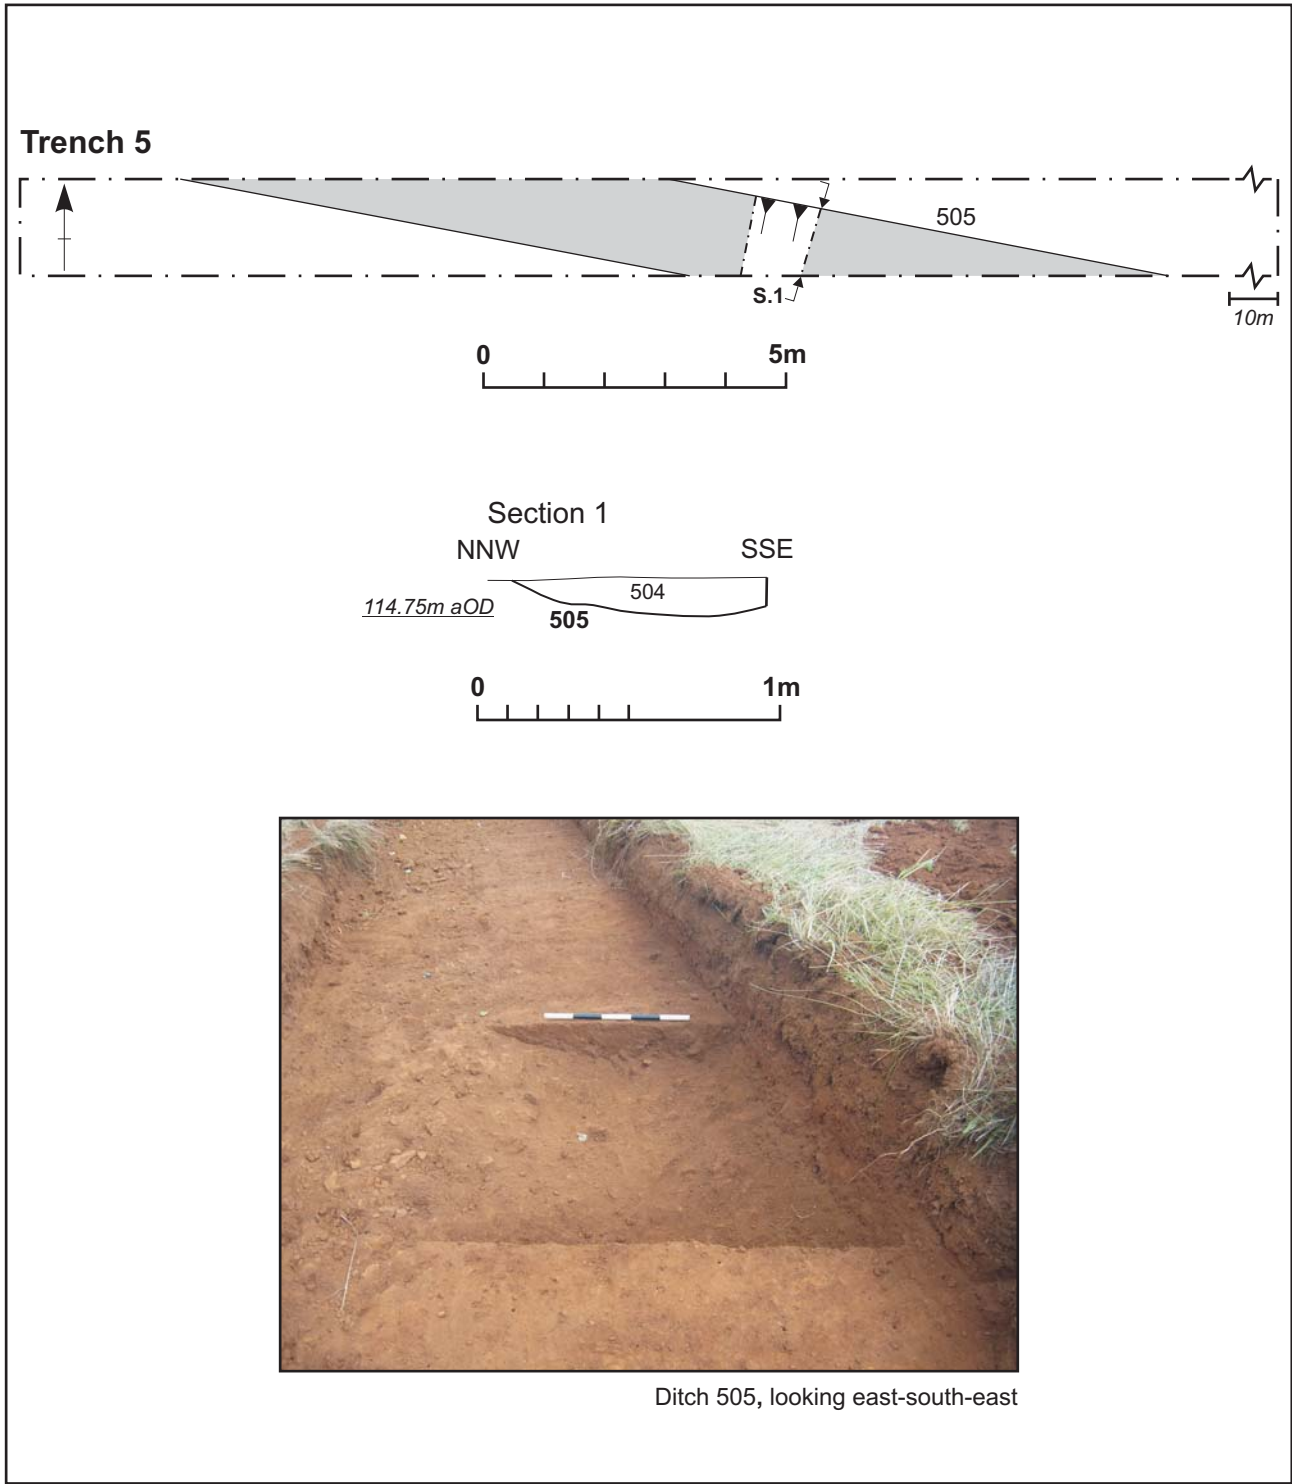 Trench 5
505
S.1
10m
0 5m
Section 1
NNW SSE
504
114.75m aOD
505
0 1m
Ditch 505, looking east-south-east